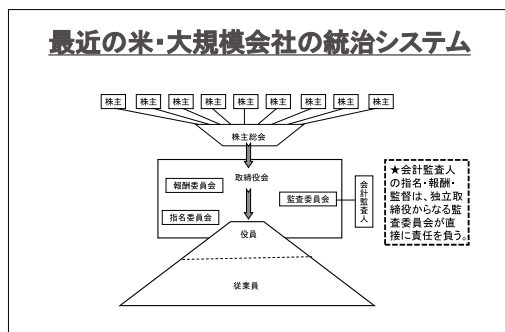 最近の米・大規模会社の統治システム
株主 株主 株主 株主 株主 株主 株主 株主 株主
株主総会
取締役会
報酬委員会
監査委員会
指名委員会
会計監査人
役員
従業員
★会計監査人
の指名・報酬・
監督は、独立取
締役からなる監
査委員会が直
接に責任を負う。